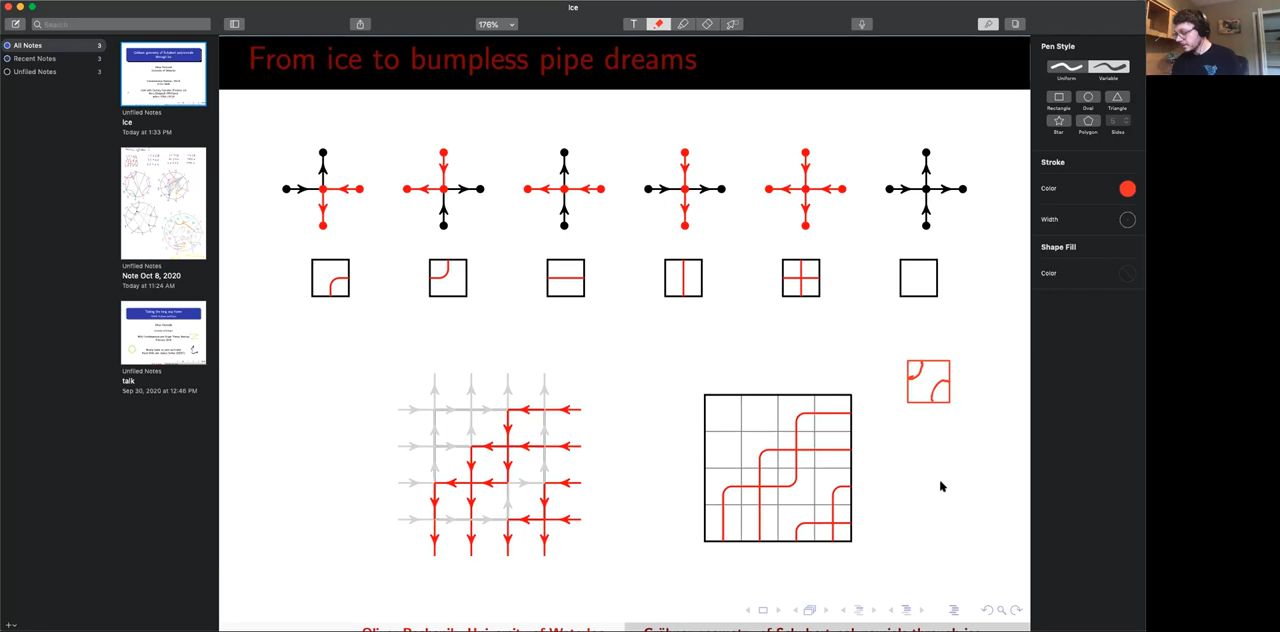 Ice
Search
176%
T
All Notes 3
Recent Notes 3
Unfiled Notes 3
Unfiled Notes
Ice
Today at 1:33 PM
Unfiled Notes
Note Oct 8, 2020
Today at 11:24 AM
Unfiled Notes
talk
Sep 30, 2020 at 12:46 PM
From ice to bumpless pipe dreams
Pen Style
Uniform Variable
Rectangle Oval Triangle
Star Polygon Sides
Stroke
Color
Width
Shape Fill
Color